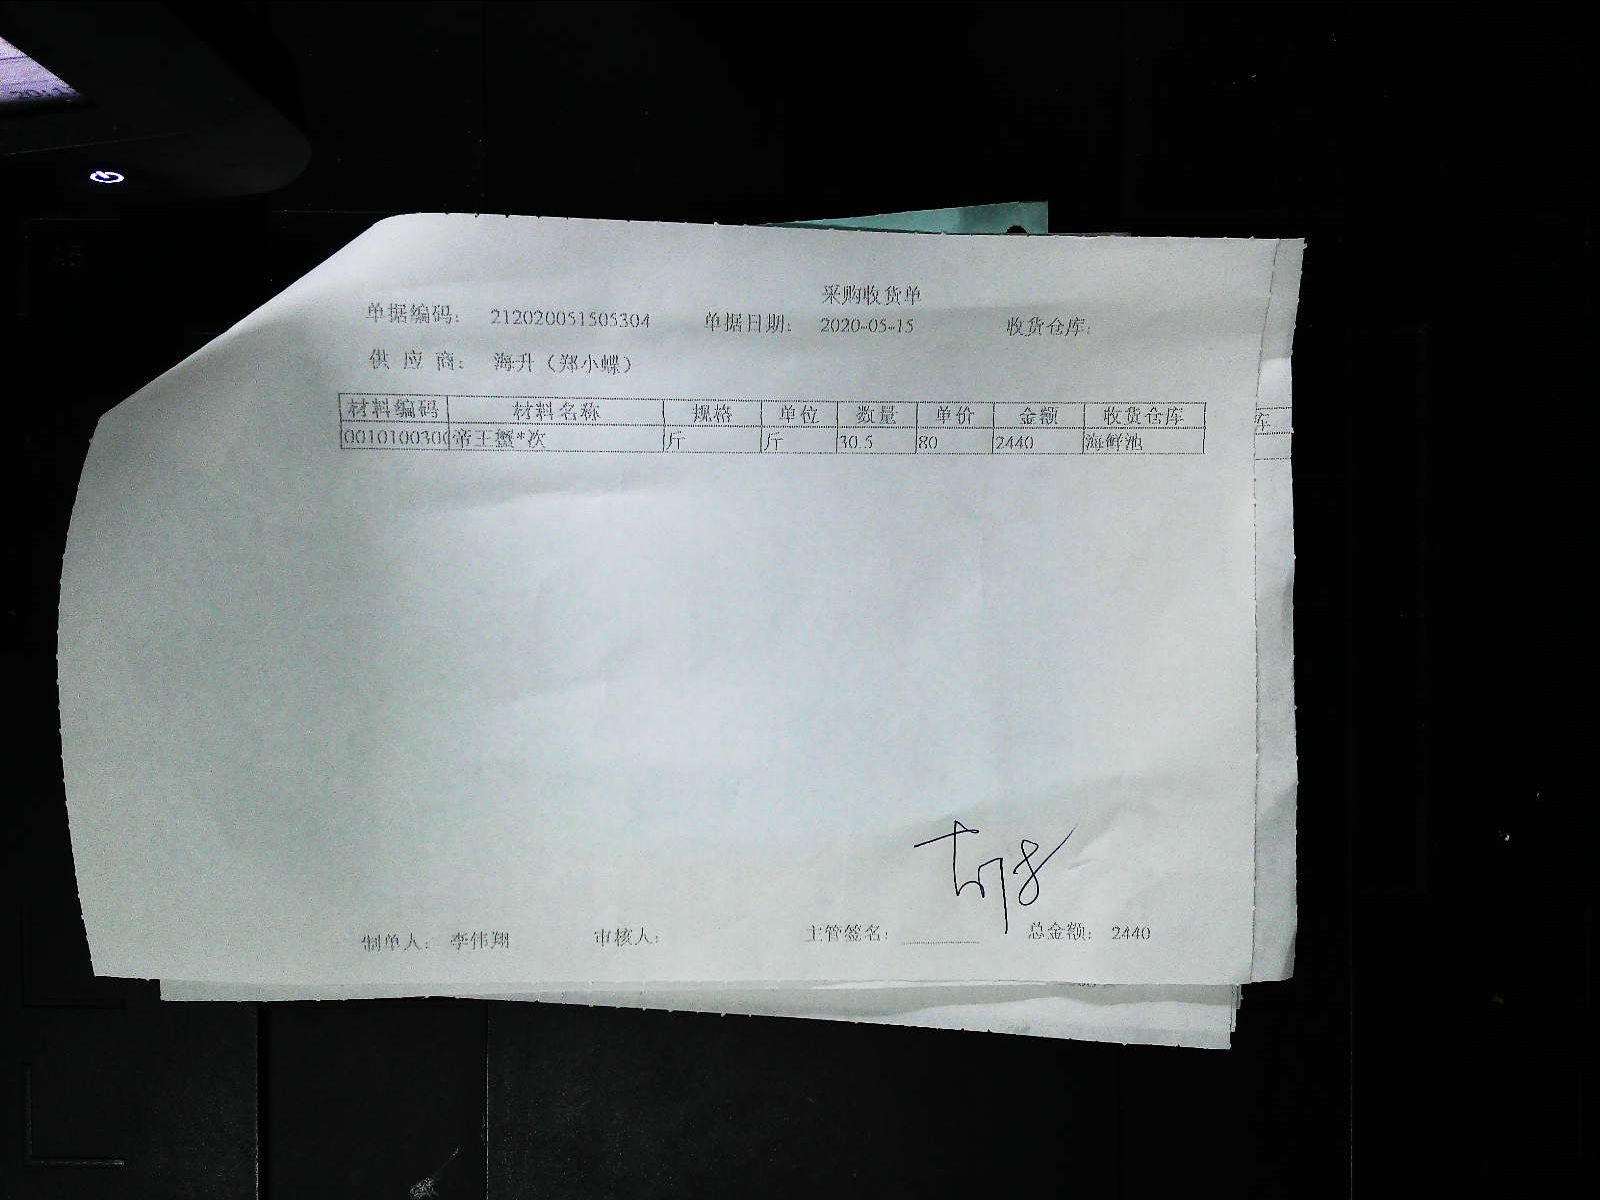 采购收货单
单据编码: 212020051505304 单据日期: 2020-05-15 收货仓库:
供应商: 海升（郑小蝶）
材料编码 材料名称 规格 单位 数量 单价 金额 收货仓库
0010100300 帝王蟹*次 斤 斤 30.5 80 2440 海鲜池
库
制单人: 李伟翔 审核人: 主管签名: 总金额: 2440